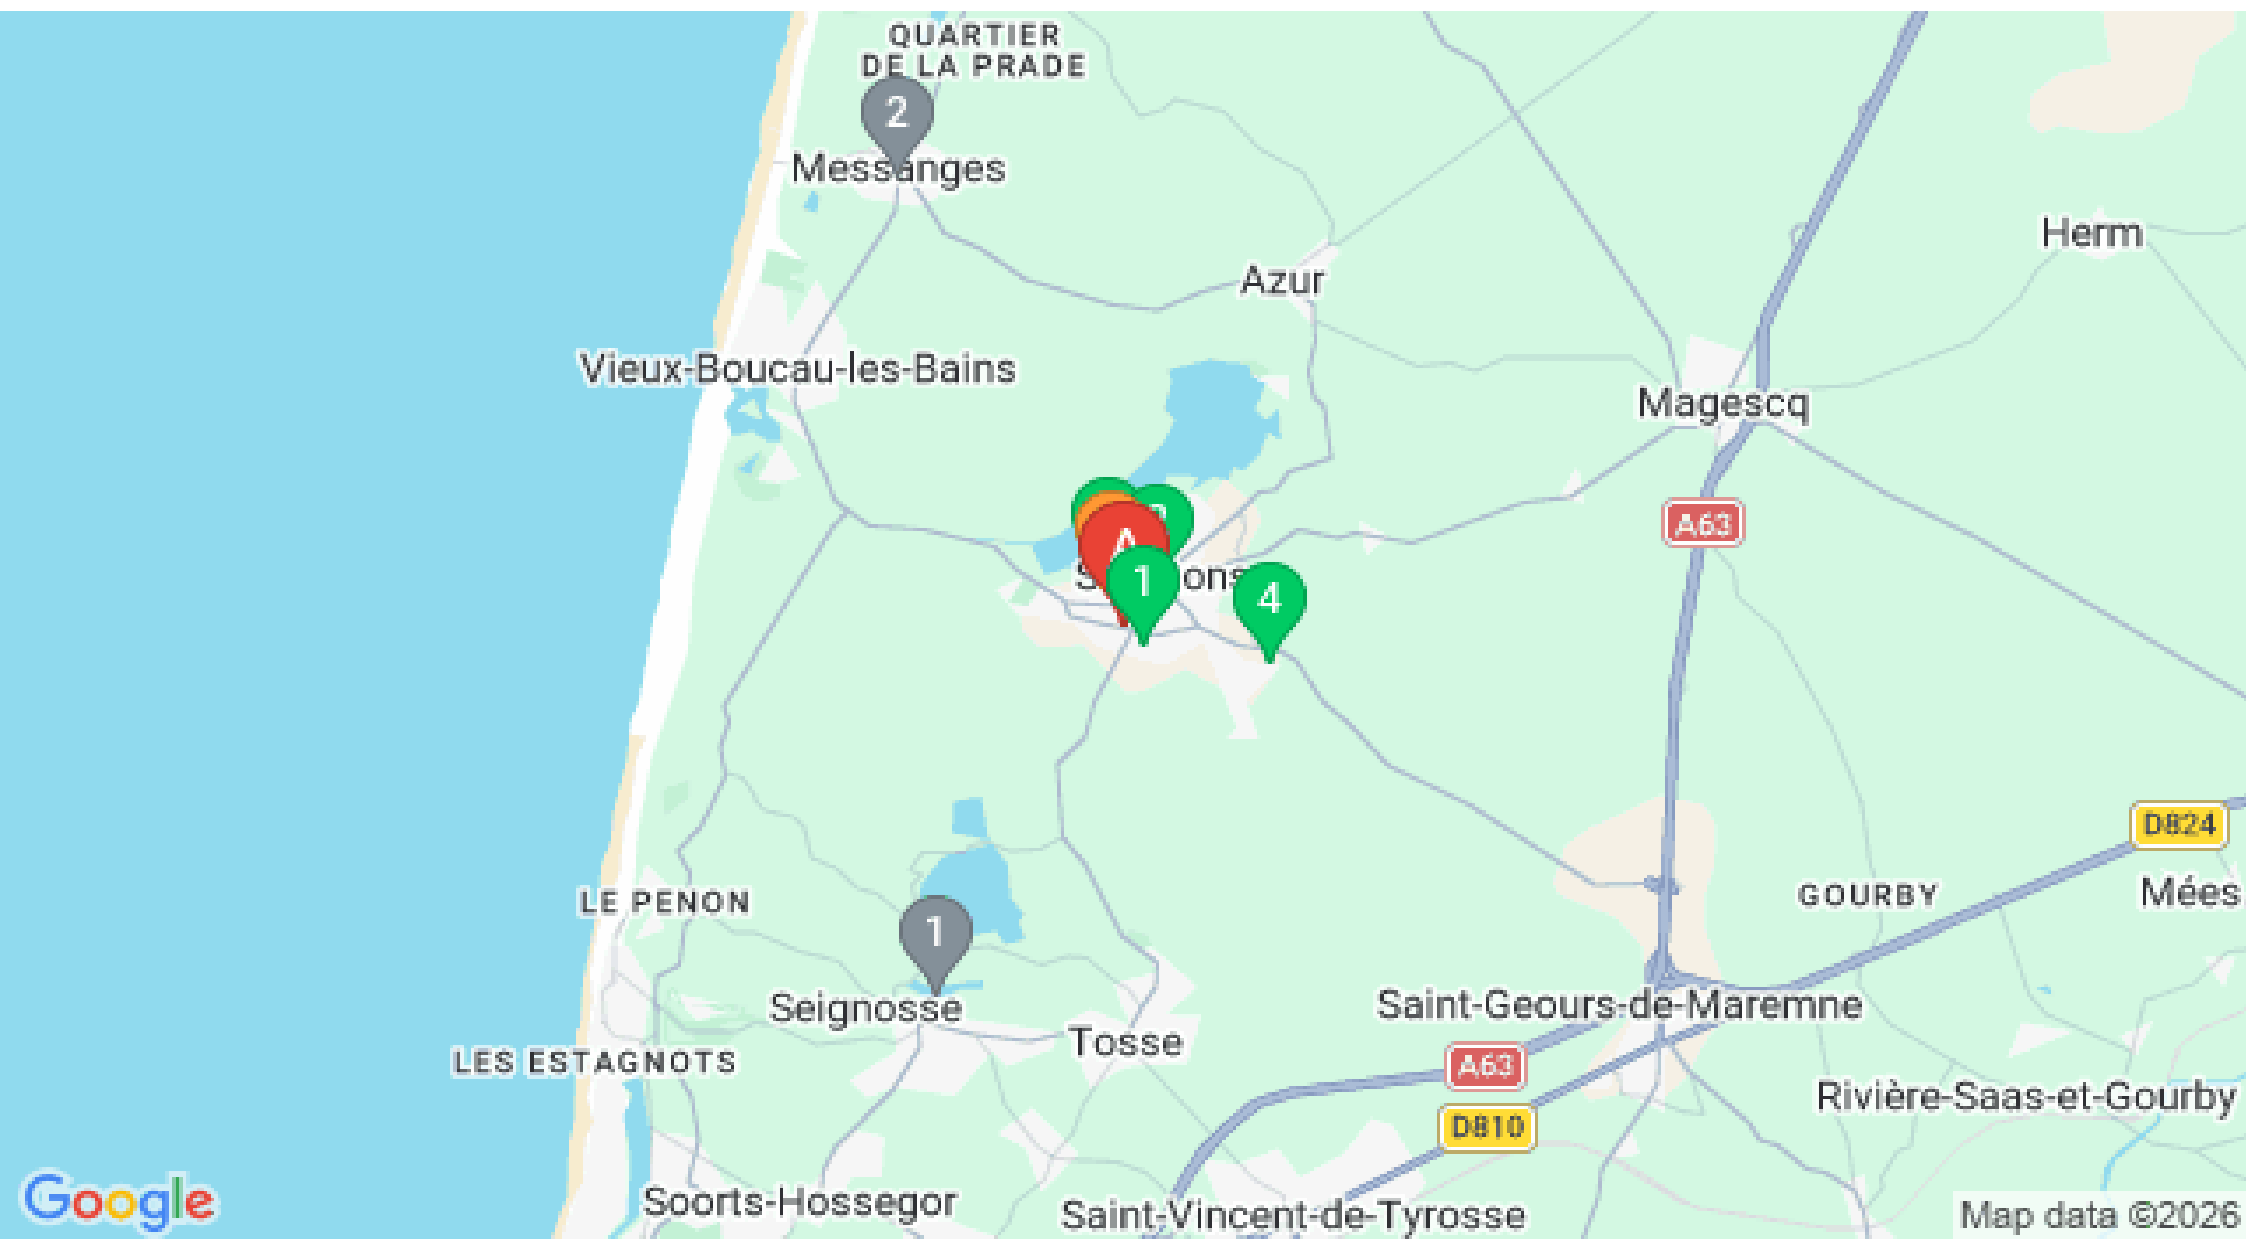 QUARTIER
DE LA PRADE
2
Messanges
Herm
Azur
Vieux-Boucau-les-Bains
Magescq
A63
A
1
4
D824
LE PENON
GOURBY
Mées
1
Seignosse
Saint-Geours-de-Maremne
Tosse
LES ESTAGNOTS
A63
Rivière-Saas-et-Gourby
D810
Google
Soorts-Hossegor
Saint-Vincent-de-Tyrosse
Map data ©2026